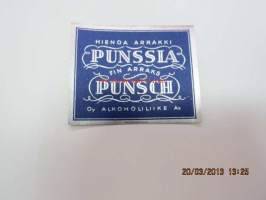 HIENOA ARRAKKI
PUNSSIA
FIN ARRAKS
PUNSCH
Oy ALKOHOLILIIKE Ab
20/03/2013 13:25